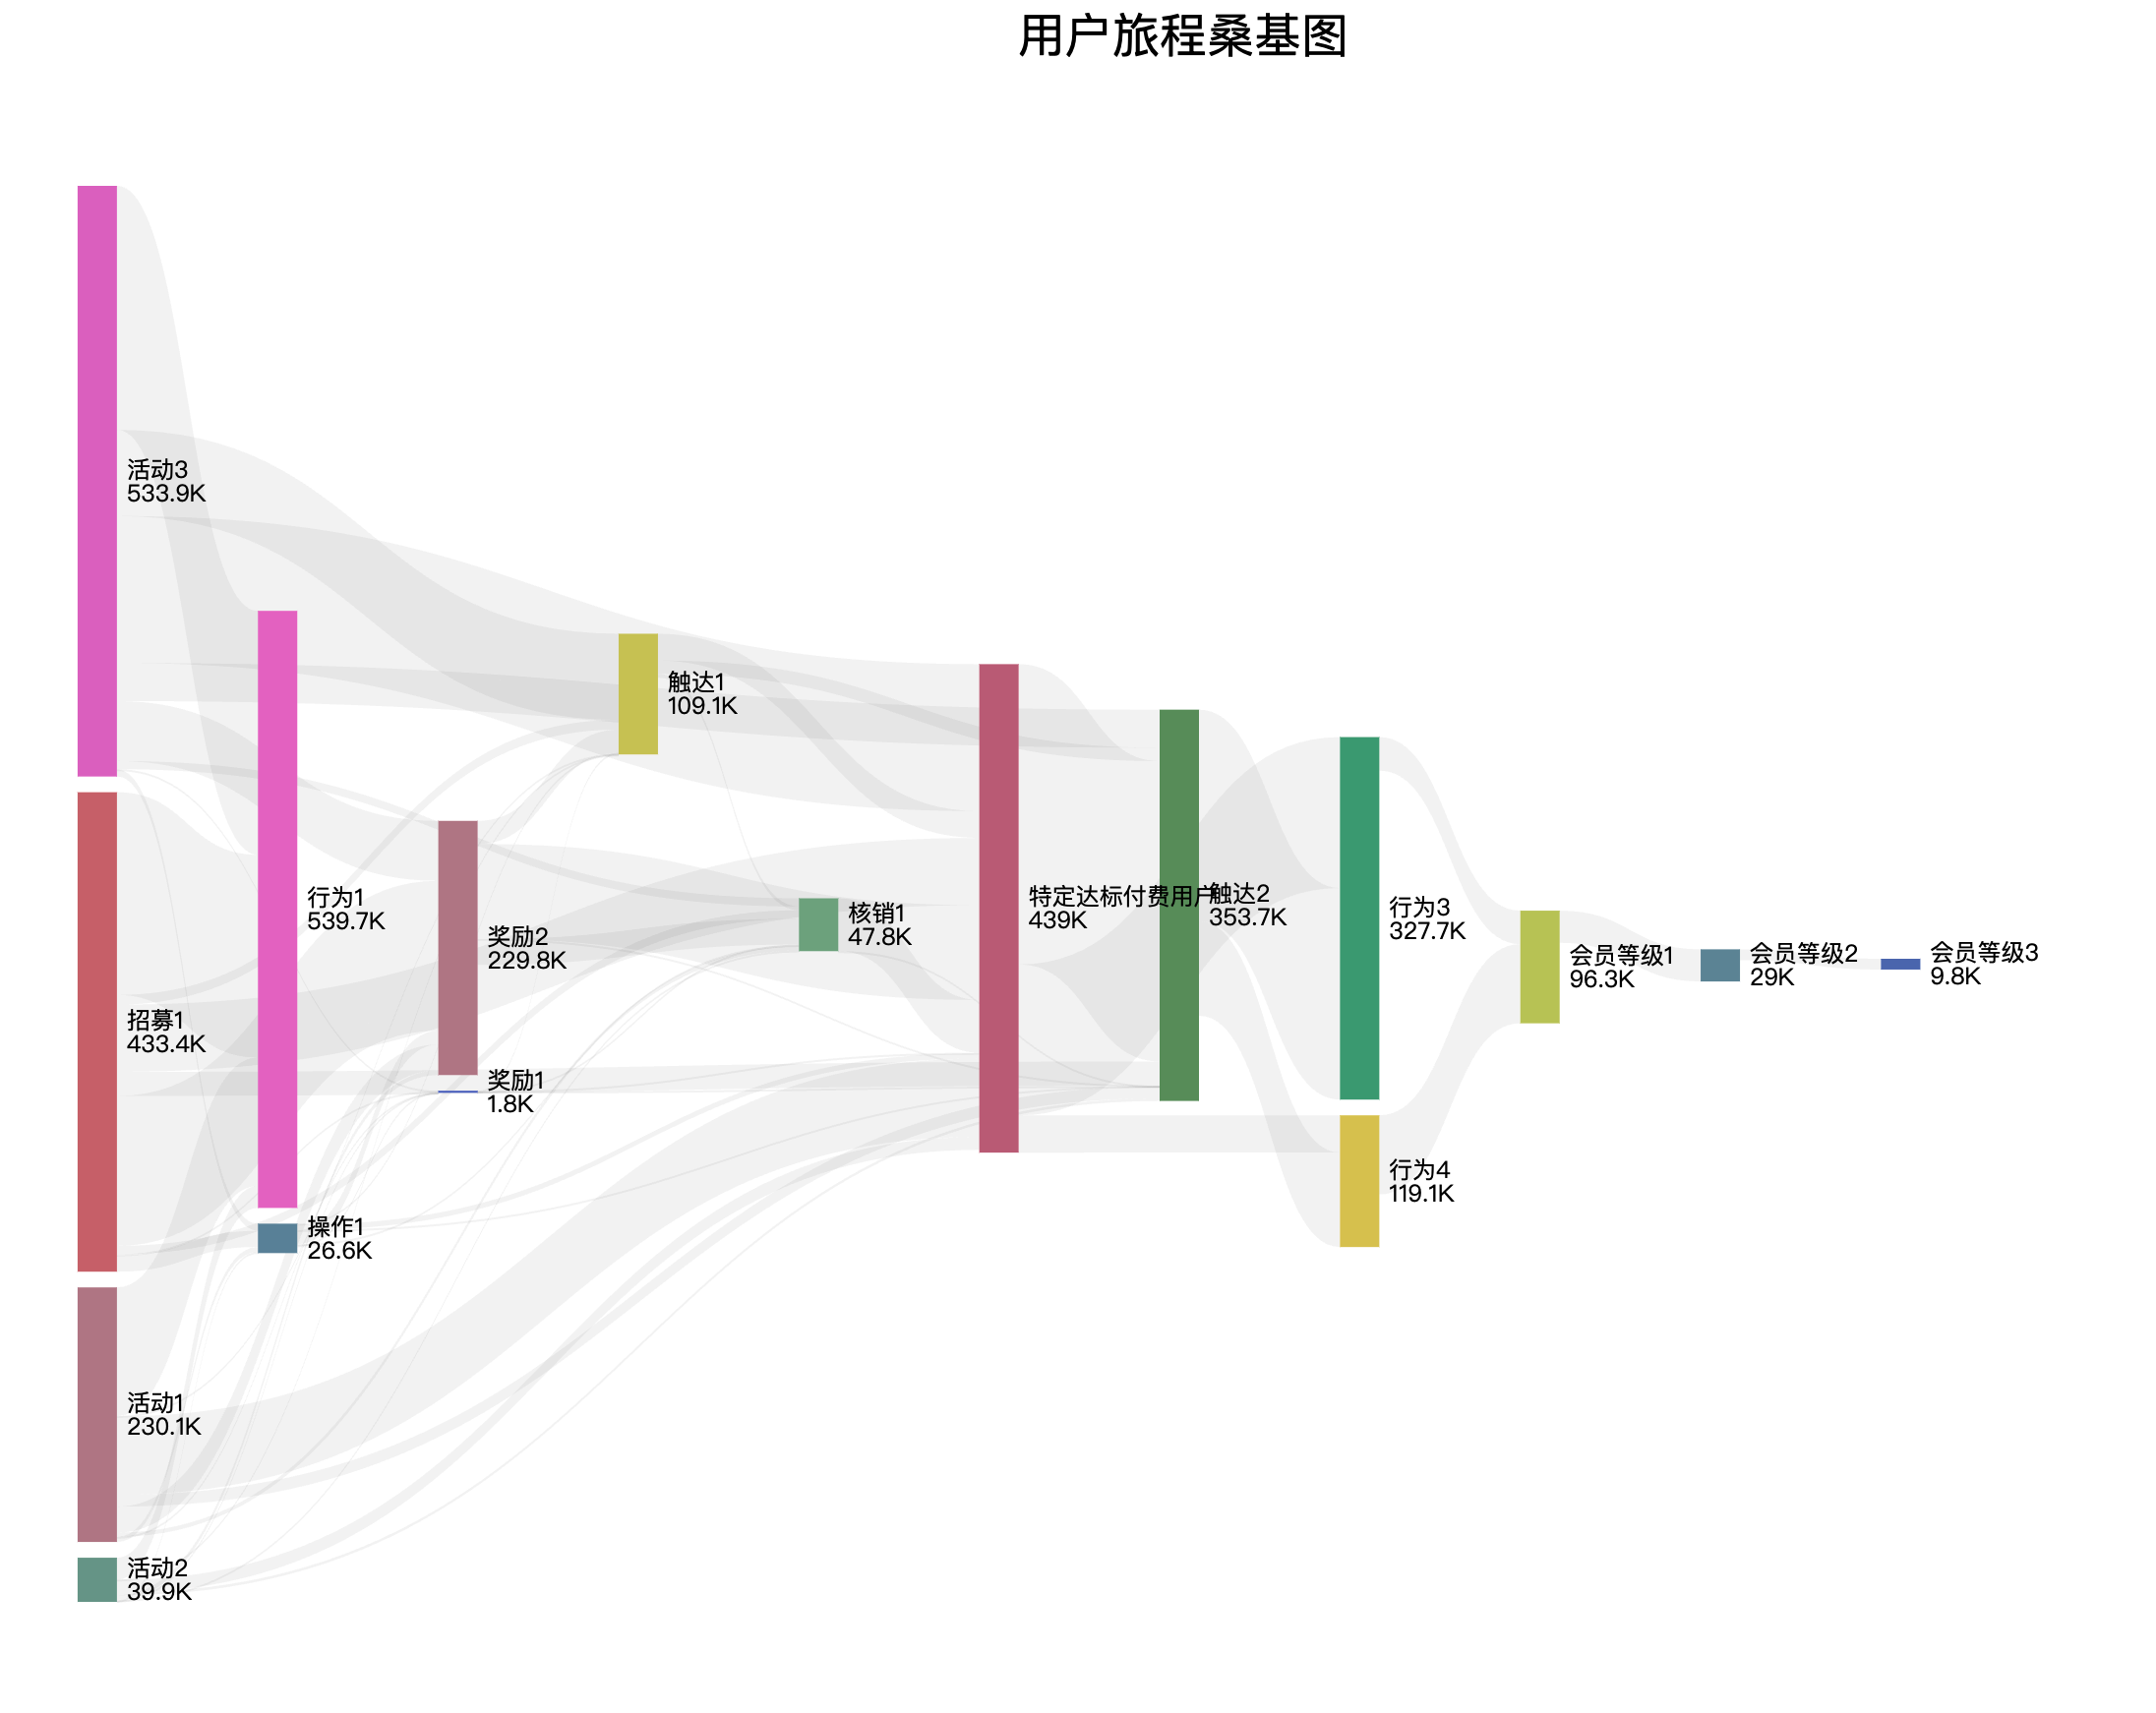 用户旅程桑基图
活动3
533.9K
招募1
433.4K
活动1
230.1K
活动2
39.9K
行为1
539.7K
操作1
26.6K
奖励2
229.8K
奖励1
1.8K
触达1
109.1K
核销1
47.8K
特定达标付费用户
439K
触达2
353.7K
行为3
327.7K
行为4
119.1K
会员等级1
96.3K
会员等级2
29K
会员等级3
9.8K